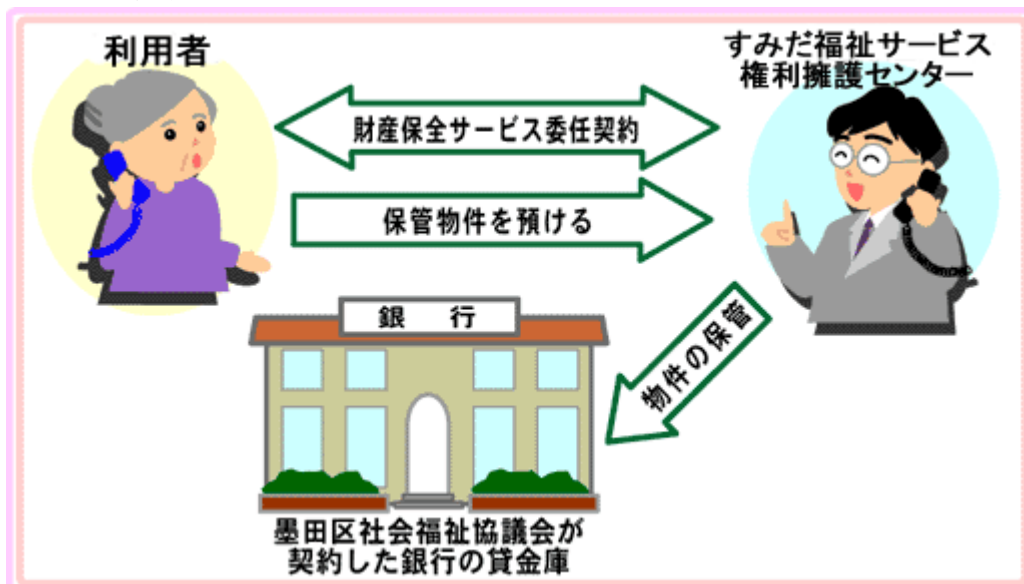 利用者
すみだ福祉サービス
権利擁護センター
財産保全サービス委任契約
保管物件を預ける
物件の保管
銀 行
墨田区社会福祉協議会が
契約した銀行の貸金庫